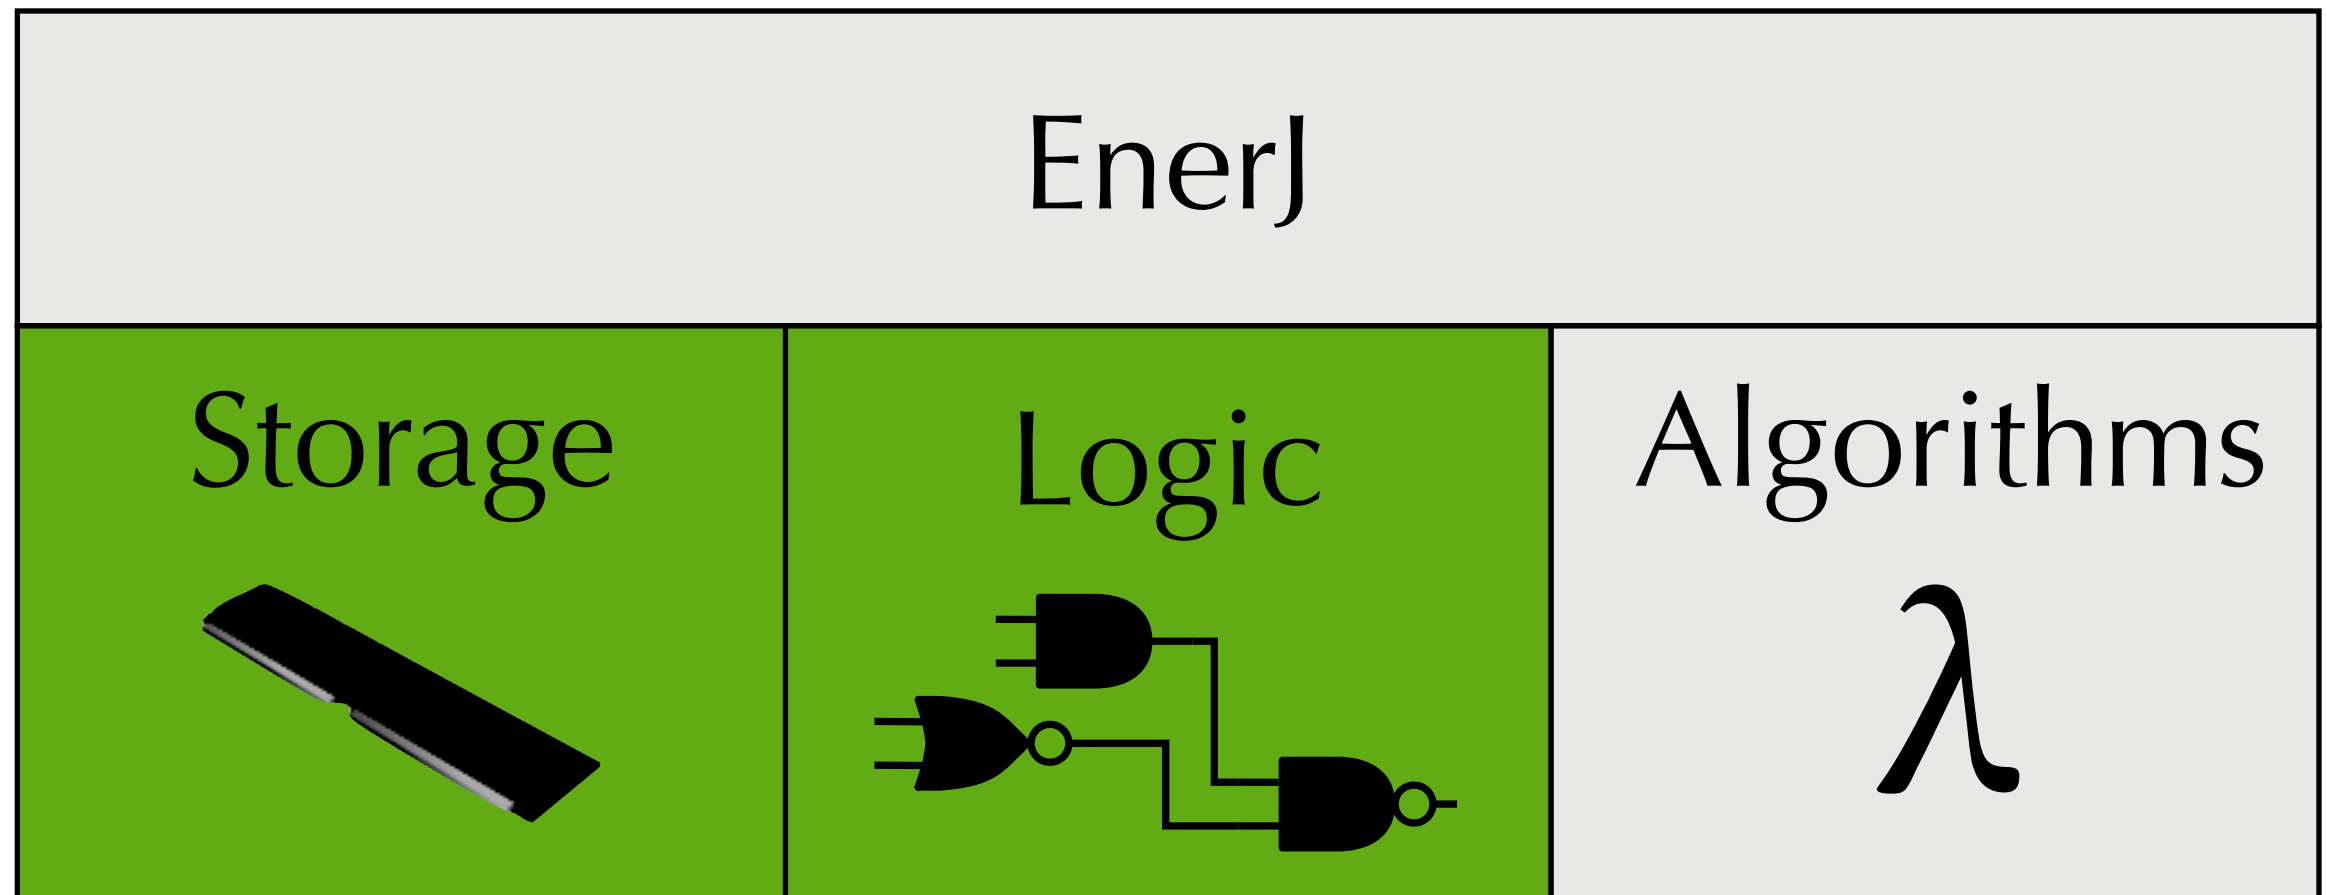 EnerJ
Storage
Logic
Algorithms
λ